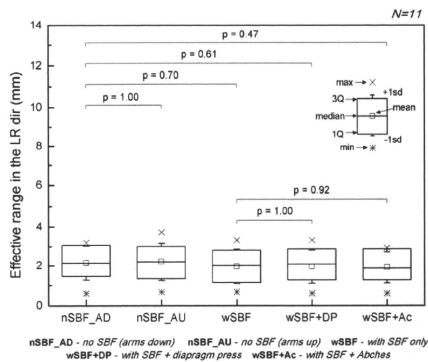 N=11
Effective range in the LR dir (mm)
14
12
10
8
6
4
2
0
p = 0.47
p = 0.61
p = 0.70
p = 1.00
max
3Q
+1sd
median
mean
1Q
-1sd
min
p = 0.92
p = 1.00
nSBF_AD nSBF_AU wSBF wSBF+DP wSBF+Ac
nSBF_AD - no SBF (arms down) nSBF_AU - no SBF (arms up) wSBF - with SBF only
wSBF+DP - with SBF + diapragm press wSBF+Ac - with SBF + Abches